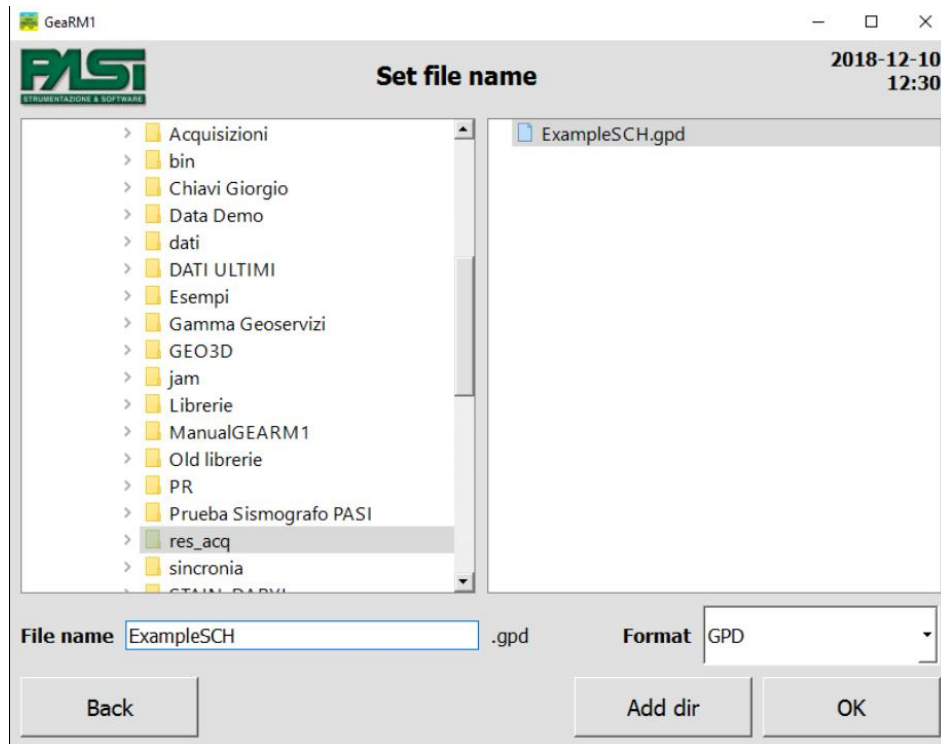 GeaRM1
PASI
STRUMENTAZIONE & SOFTWARE
Set file name
2018-12-10
12:30
Acquisizioni
bin
Chiavi Giorgio
Data Demo
dati
DATI ULTIMI
Esempi
Gamma Geoservizi
GEO3D
jam
Librerie
ManualGEARM1
Old librerie
PR
Prueba Sismografo PASI
res_acq
sincronia
ExampleSCH.gpd
File name ExampleSCH .gpd Format GPD
Back Add dir OK